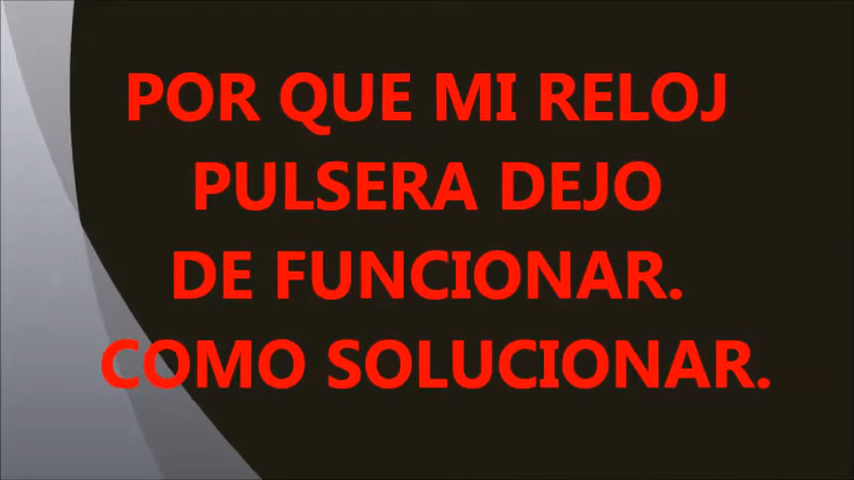 POR QUE MI RELOJ
PULSERA DEJO
DE FUNCIONAR.
COMO SOLUCIONAR.